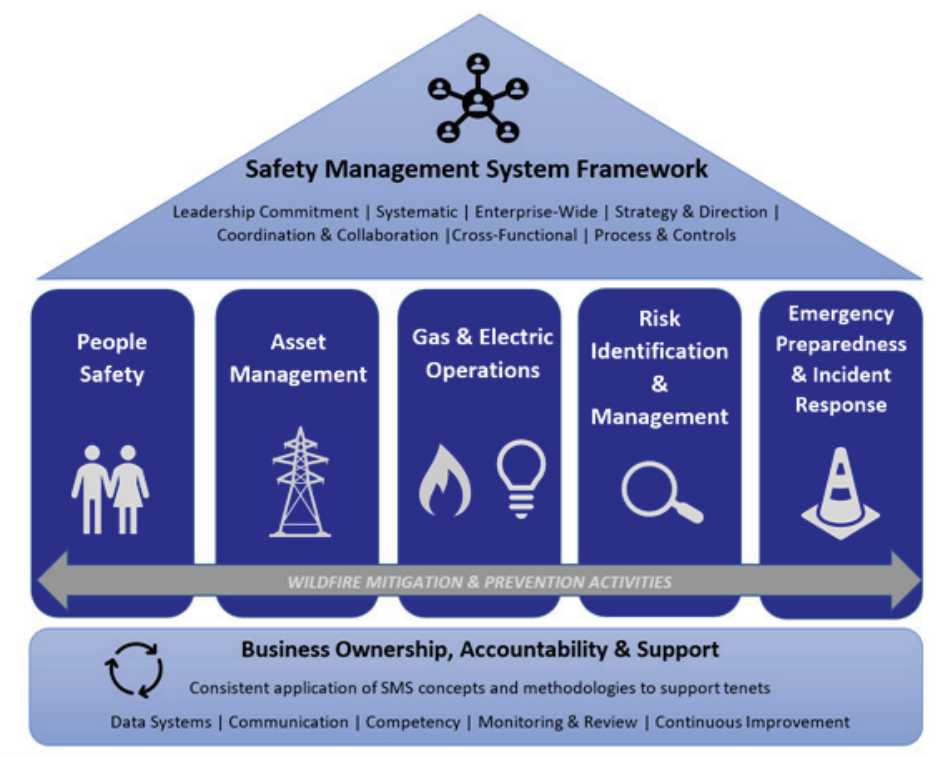 Safety Management System Framework
Leadership Commitment | Systematic | Enterprise-Wide | Strategy & Direction |
Coordination & Collaboration |Cross-Functional | Process & Controls
People
Safety
Asset
Management
Gas & Electric
Operations
Risk
Identification
&
Management
Emergency
Preparedness
& Incident
Response
WILDFIRE MITIGATION & PREVENTION ACTIVITIES
Business Ownership, Accountability & Support
Consistent application of SMS concepts and methodologies to support tenets
Data Systems | Communication | Competency | Monitoring & Review | Continuous Improvement